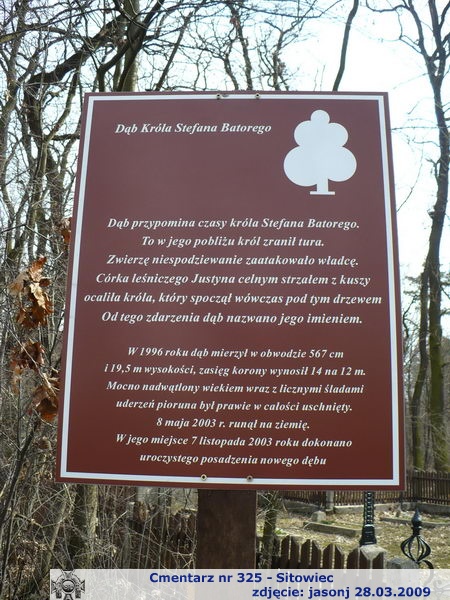 Dąb Króla Stefana Batorego
Dąb przypomina czasy króla Stefana Batorego.
To w jego pobliżu król zranił tura.
Zwierzę niespodziewanie zaatakowało władcę.
Córka leśniczego Justyna celnym strzałem z kuszy
ocaliła króla, który spoczął wówczas pod tym drzewem
Od tego zdarzenia dąb nazwano jego imieniem.
W 1996 roku dąb mierzył w obwodzie 567 cm
i 19,5 m wysokości, zasięg korony wynosił 14 na 12 m.
Mocno nadwątlony wiekiem wraz z licznymi śladami
uderzeń pioruna był prawie w całości uschnięty.
8 maja 2003 r. runął na ziemię.
W jego miejsce 7 listopada 2003 roku dokonano
uroczystego posadzenia nowego dębu
Cmentarz nr 325 - Sitowiec
zdjęcie: jasonj 28.03.2009